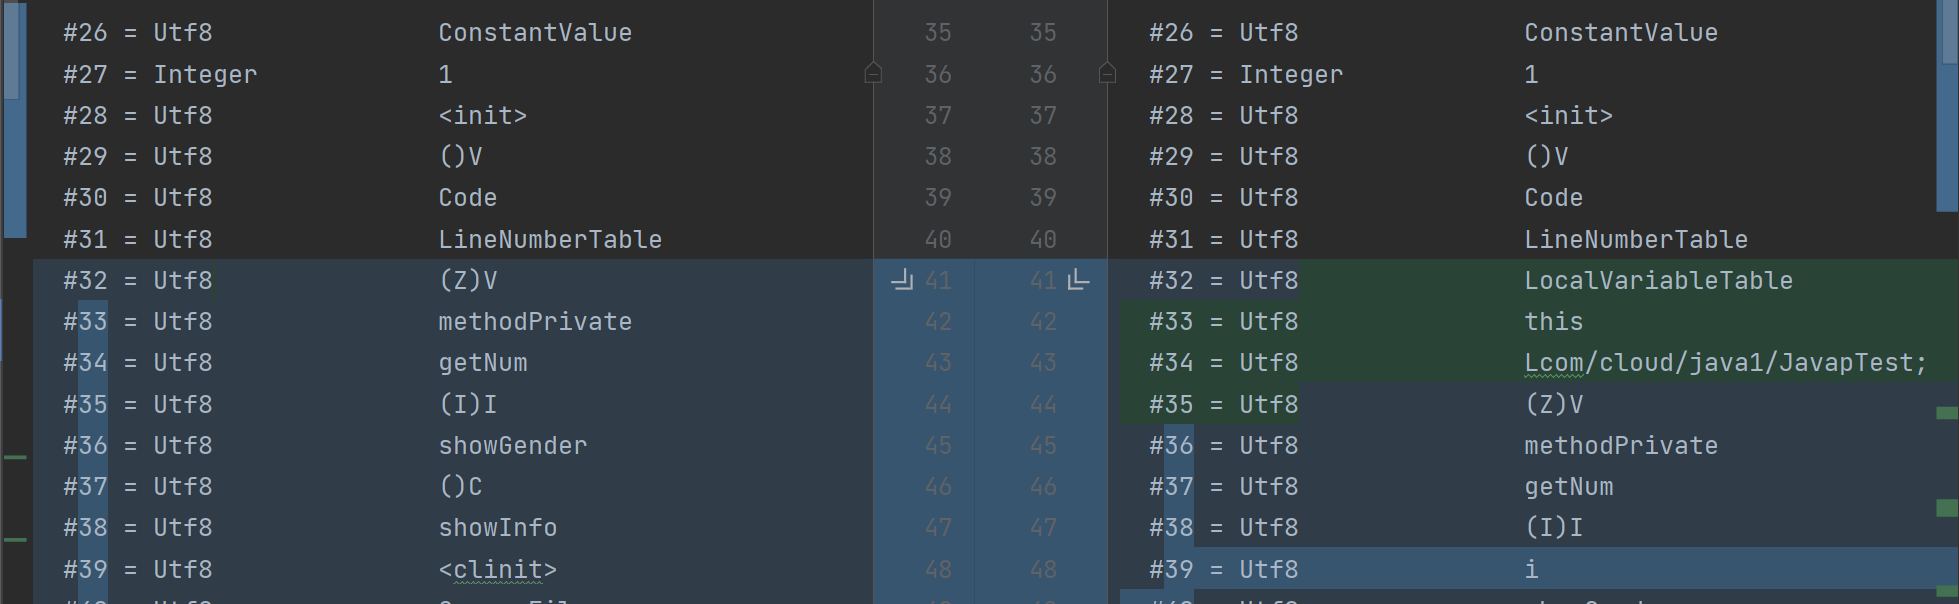 #26 = Utf8 ConstantValue 35 35 #26 = Utf8 ConstantValue
#27 = Integer 1 36 36 #27 = Integer 1
#28 = Utf8 <init> 37 37 #28 = Utf8 <init>
#29 = Utf8 ()V 38 38 #29 = Utf8 ()V
#30 = Utf8 Code 39 39 #30 = Utf8 Code
#31 = Utf8 LineNumberTable 40 40 #31 = Utf8 LineNumberTable
#32 = Utf8 (Z)V 41 41 #32 = Utf8 LocalVariableTable
#33 = Utf8 methodPrivate 42 42 #33 = Utf8 this
#34 = Utf8 getNum 43 43 #34 = Utf8 Lcom/cloud/java1/JavapTest;
#35 = Utf8 (I)I 44 44 #35 = Utf8 (Z)V
#36 = Utf8 showGender 45 45 #36 = Utf8 methodPrivate
#37 = Utf8 ()C 46 46 #37 = Utf8 getNum
#38 = Utf8 showInfo 47 47 #38 = Utf8 (I)I
#39 = Utf8 <clinit> 48 48 #39 = Utf8 i